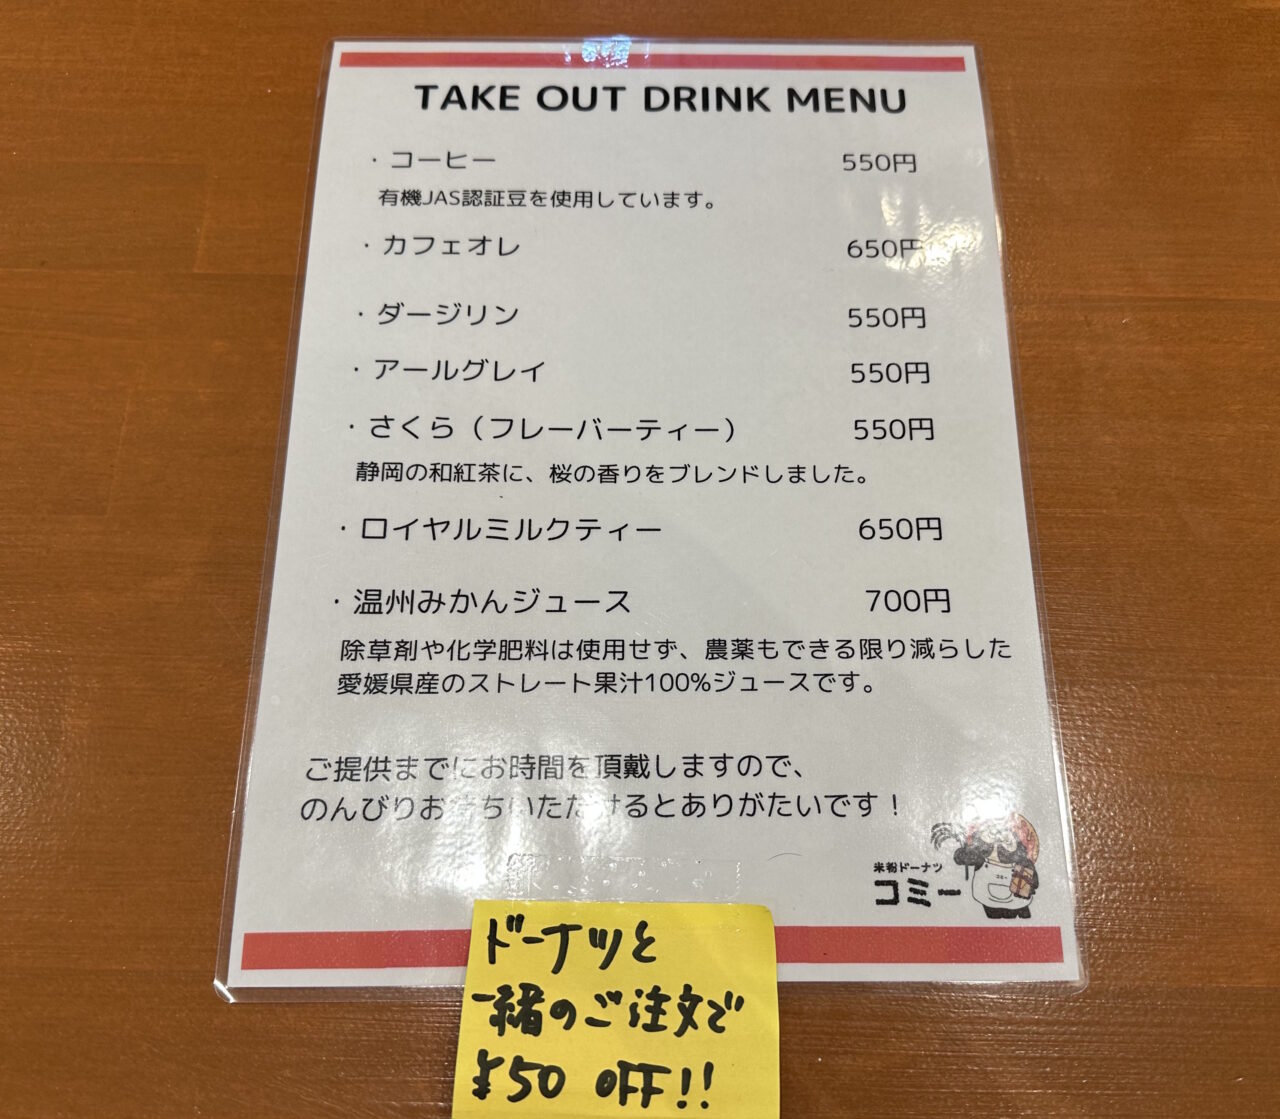 TAKE OUT DRINK MENU
・コーヒー 550円
有機JAS認証豆を使用しています。
・カフェオレ 650円
・ダージリン 550円
・アールグレイ 550円
・さくら（フレーバーティー） 550円
静岡の和紅茶に、桜の香りをブレンドしました。
・ロイヤルミルクティー 650円
・温州みかんジュース 700円
除草剤や化学肥料は使用せず、農薬もできる限り減らした
愛媛県産のストレート果汁100%ジュースです。
ご提供までにお時間を頂戴しますので、
のんびりお待ちいただけるとありがたいです！
米粉ドーナツ
コミー
ドーナツと
一緒のご注文で
¥50 OFF!!